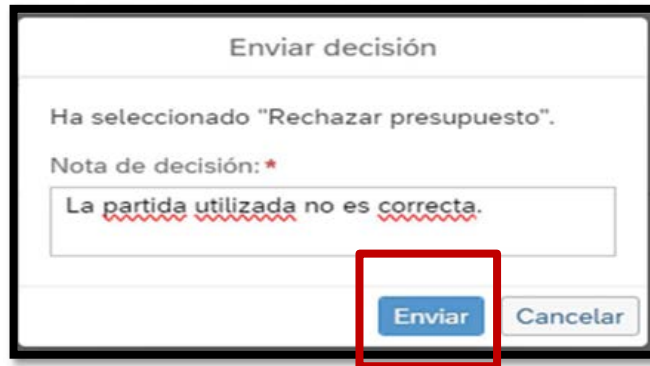 Enviar decisión
Ha seleccionado "Rechazar presupuesto".
Nota de decisión: *
La partida utilizada no es correcta.
Enviar Cancelar